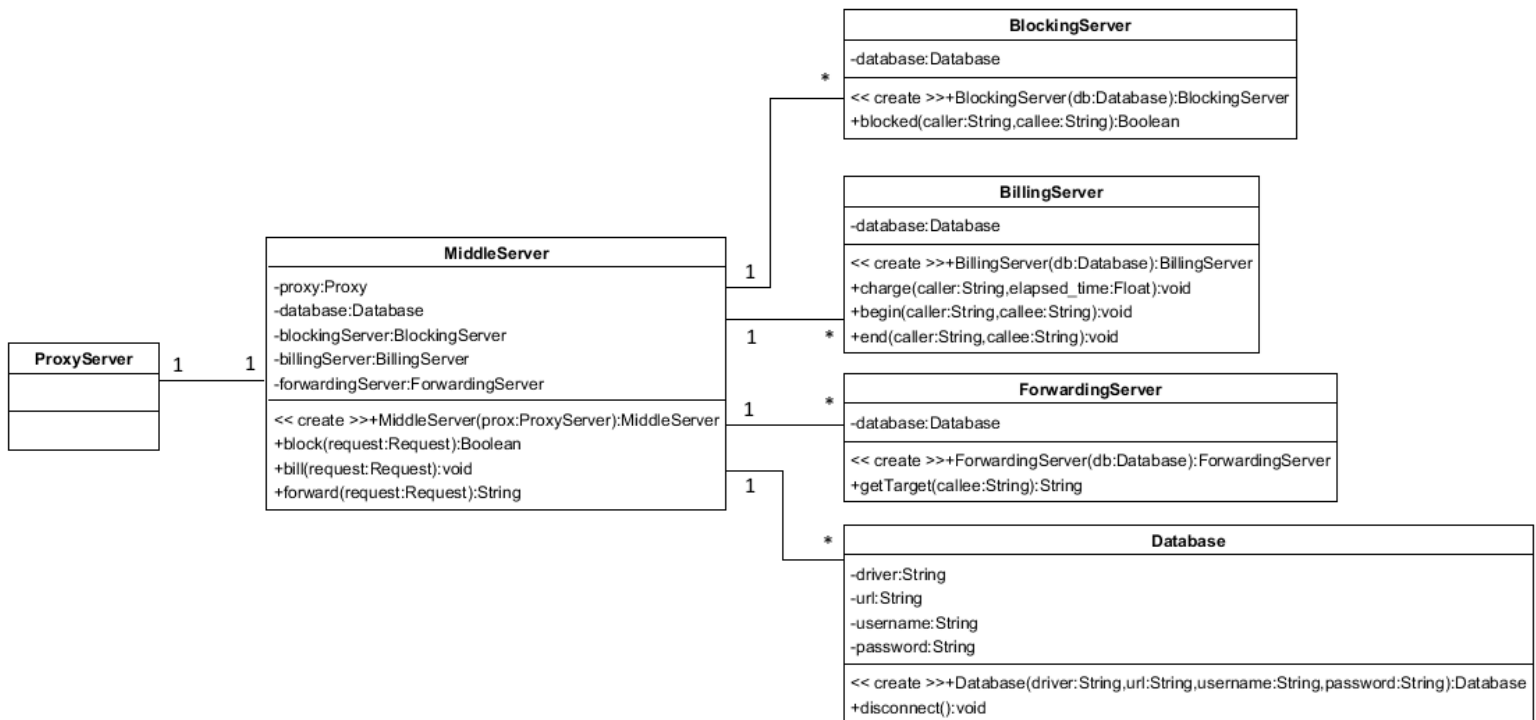 ProxyServer
1
1
MiddleServer
-proxy:Proxy
-database:Database
-blockingServer:BlockingServer
-billingServer:BillingServer
-forwardingServer:ForwardingServer
<< create >>+MiddleServer(prox:ProxyServer):MiddleServer
+block(request:Request):Boolean
+bill(request:Request):void
+forward(request:Request):String
1
*
BlockingServer
-database:Database
<< create >>+BlockingServer(db:Database):BlockingServer
+blocked(caller:String,callee:String):Boolean
1
*
BillingServer
-database:Database
<< create >>+BillingServer(db:Database):BillingServer
+charge(caller:String,elapsed_time:Float):void
+begin(caller:String,callee:String):void
+end(caller:String,callee:String):void
1
*
ForwardingServer
-database:Database
<< create >>+ForwardingServer(db:Database):ForwardingServer
+getTarget(callee:String):String
1
*
Database
-driver:String
-url:String
-username:String
-password:String
<< create >>+Database(driver:String,url:String,username:String,password:String):Database
+disconnect():void